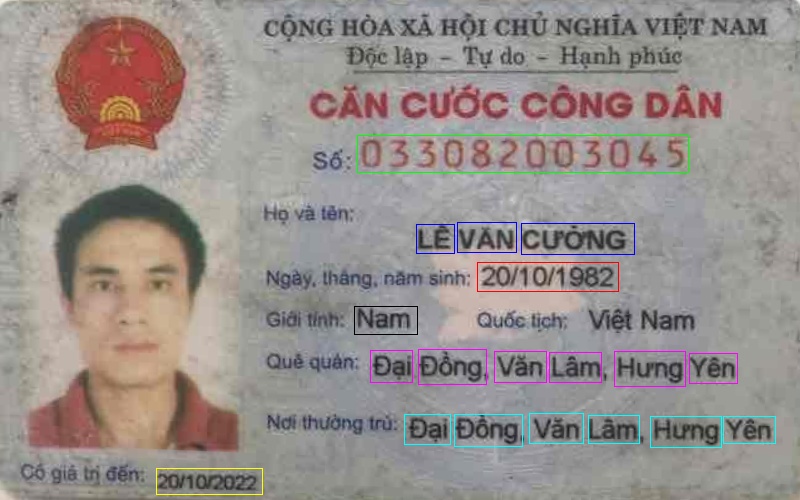 CỘNG HÒA XÃ HỘI CHỦ NGHĨA VIỆT NAM
Độc lập - Tự do - Hạnh phúc
CĂN CƯỚC CÔNG DÂN
Số: 033082003045
Họ và tên:
LÊ VĂN CƯỜNG
Ngày, tháng, năm sinh: 20/10/1982
Giới tính: Nam Quốc tịch: Việt Nam
Quê quán: Đại Đồng, Văn Lâm, Hưng Yên
Nơi thường trú: Đại Đồng, Văn Lâm, Hưng Yên
Có giá trị đến: 20/10/2022